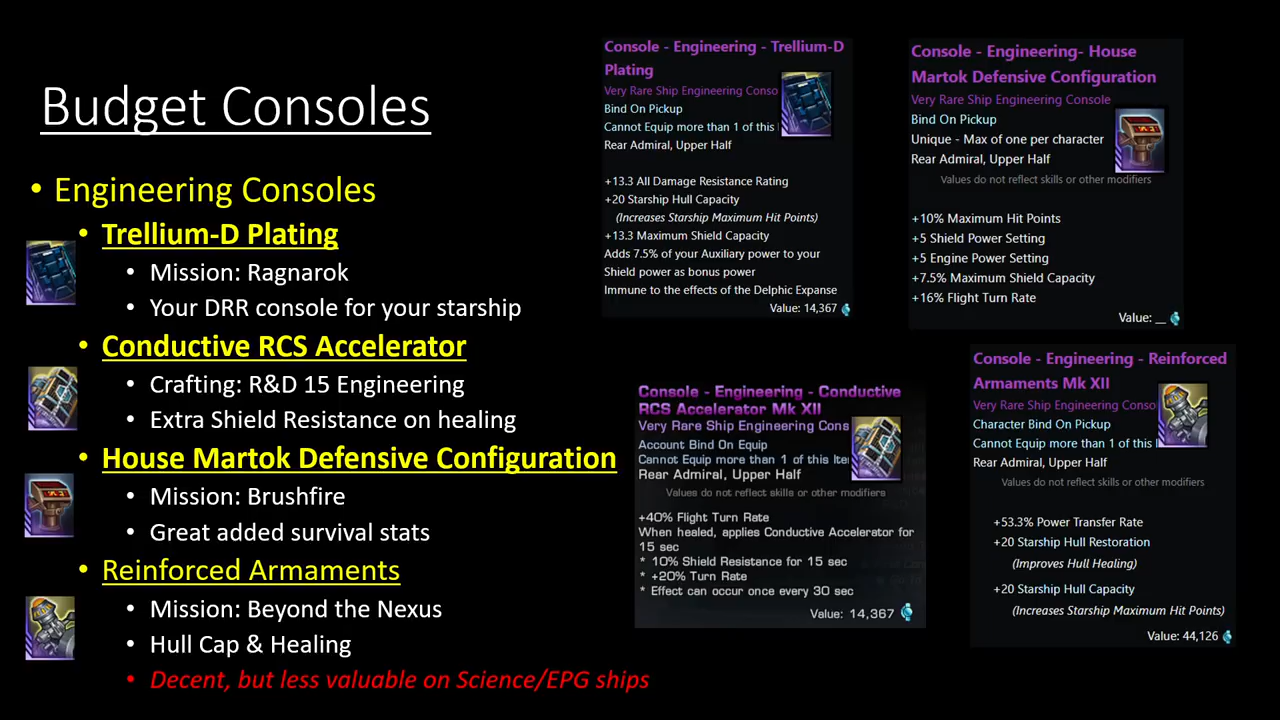 Budget Consoles
• Engineering Consoles
• Trellium-D Plating
• Mission: Ragnarok
• Your DRR console for your starship
• Conductive RCS Accelerator
• Crafting: R&D 15 Engineering
• Extra Shield Resistance on healing
• House Martok Defensive Configuration
• Mission: Brushfire
• Great added survival stats
• Reinforced Armaments
• Mission: Beyond the Nexus
• Hull Cap & Healing
• Decent, but less valuable on Science/EPG ships
Console - Engineering - Trellium-D
Plating
Very Rare Ship Engineering Conso
Bind On Pickup
Cannot Equip more than 1 of this
Rear Admiral, Upper Half
+13.3 All Damage Resistance Rating
+20 Starship Hull Capacity
(Increases Starship Maximum Hit Points)
+13.3 Maximum Shield Capacity
Adds 7.5% of your Auxiliary power to your
Shield power as bonus power
Immune to the effects of the Delphic Expanse
Value: 14,367
Console - Engineering- House
Martok Defensive Configuration
Very Rare Ship Engineering Console
Bind On Pickup
Unique - Max of one per character
Rear Admiral, Upper Half
Values do not reflect skills or other modifiers
+10% Maximum Hit Points
+5 Shield Power Setting
+5 Engine Power Setting
+7.5% Maximum Shield Capacity
+16% Flight Turn Rate
Value: __
Console - Engineering - Conductive
RCS Accelerator Mk XII
Very Rare Ship Engineering Cons
Account Bind On Equip
Cannot Equip more than 1 of this Ite
Rear Admiral, Upper Half
Values do not reflect skills or other modifiers
+40% Flight Turn Rate
When healed, applies Conductive Accelerator for
15 sec
* 10% Shield Resistance for 15 sec
* +20% Turn Rate
* Effect can occur once every 30 sec
Value: 14,367
Console - Engineering - Reinforced
Armaments Mk XII
Very Rare Ship Engineering Conso
Character Bind On Pickup
Cannot Equip more than 1 of this
Rear Admiral, Upper Half
Values do not reflect skills or other modifiers
+53.3% Power Transfer Rate
+20 Starship Hull Restoration
(Improves Hull Healing)
+20 Starship Hull Capacity
(Increases Starship Maximum Hit Points)
Value: 44,126